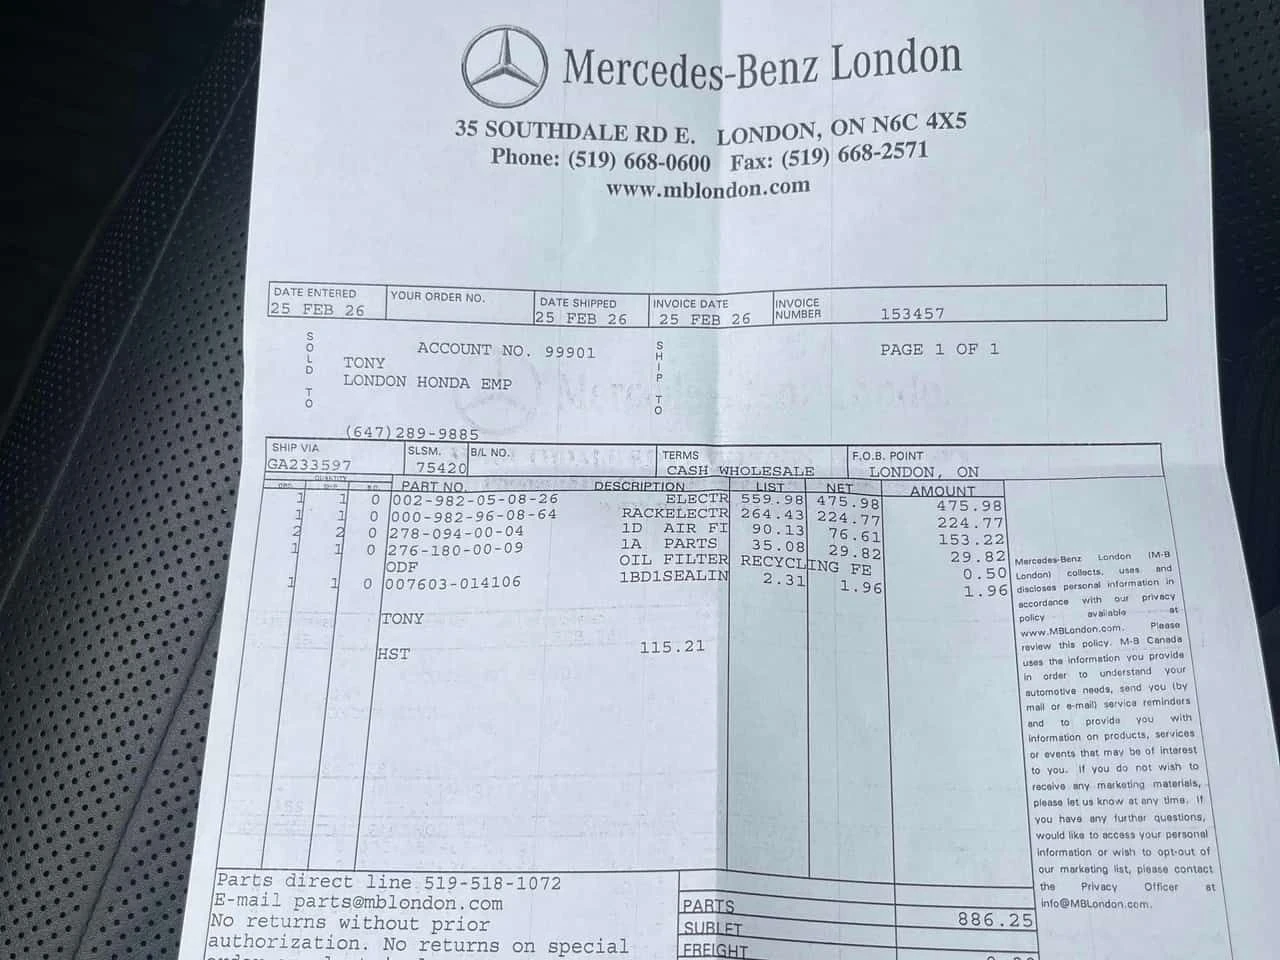 Mercedes-Benz London
35 SOUTHDALE RD E. LONDON, ON N6C 4X5
Phone: (519) 668-0600 Fax: (519) 668-2571
www.mblondon.com
DATE ENTERED YOUR ORDER NO. DATE SHIPPED INVOICE DATE INVOICE NUMBER 153457
25 FEB 26 25 FEB 26 25 FEB 26
SOLD TO ACCOUNT NO. 99901 SHIP TO PAGE 1 OF 1
TONY
LONDON HONDA EMP
(647)289-9885
SHIP VIA SLSM. B/L NO. TERMS F.O.B. POINT
GA233597 75420 CASH WHOLESALE LONDON, ON
QUANTITY
PART NO. DESCRIPTION LIST NET AMOUNT
1 1 0 002-982-05-08-26 ELECTR 559.98 475.98 475.98
1 1 0 000-982-96-08-64 RACKELECTR 264.43 224.77 224.77
2 2 0 278-094-00-04 1D AIR FI 90.13 76.61 153.22
1 1 0 276-180-00-09 1A PARTS 35.08 29.82 29.82
ODF OIL FILTER RECYCLING FE 0.50
1 1 0 007603-014106 1BD1SEALIN 2.31 1.96 1.96
TONY
HST 115.21
Mercedes-Benz London (M-B
London) collects, uses and
discloses personal information in
accordance with our privacy
policy available at
www.MBLondon.com. Please
review this policy. M-B Canada
uses the information you provide
in order to understand your
automotive needs, send you (by
mail or e-mail) service reminders
and to provide you with
information on products, services
or events that may be of interest
to you. If you do not wish to
receive any marketing materials,
please let us know at any time. If
you have any further questions,
would like to access your personal
information or wish to opt-out of
our marketing list, please contact
the Privacy Officer at
info@MBLondon.com.
Parts direct line 519-518-1072
E-mail parts@mblondon.com
No returns without prior
authorization. No returns on special
PARTS 886.25
SUBLET
FREIGHT